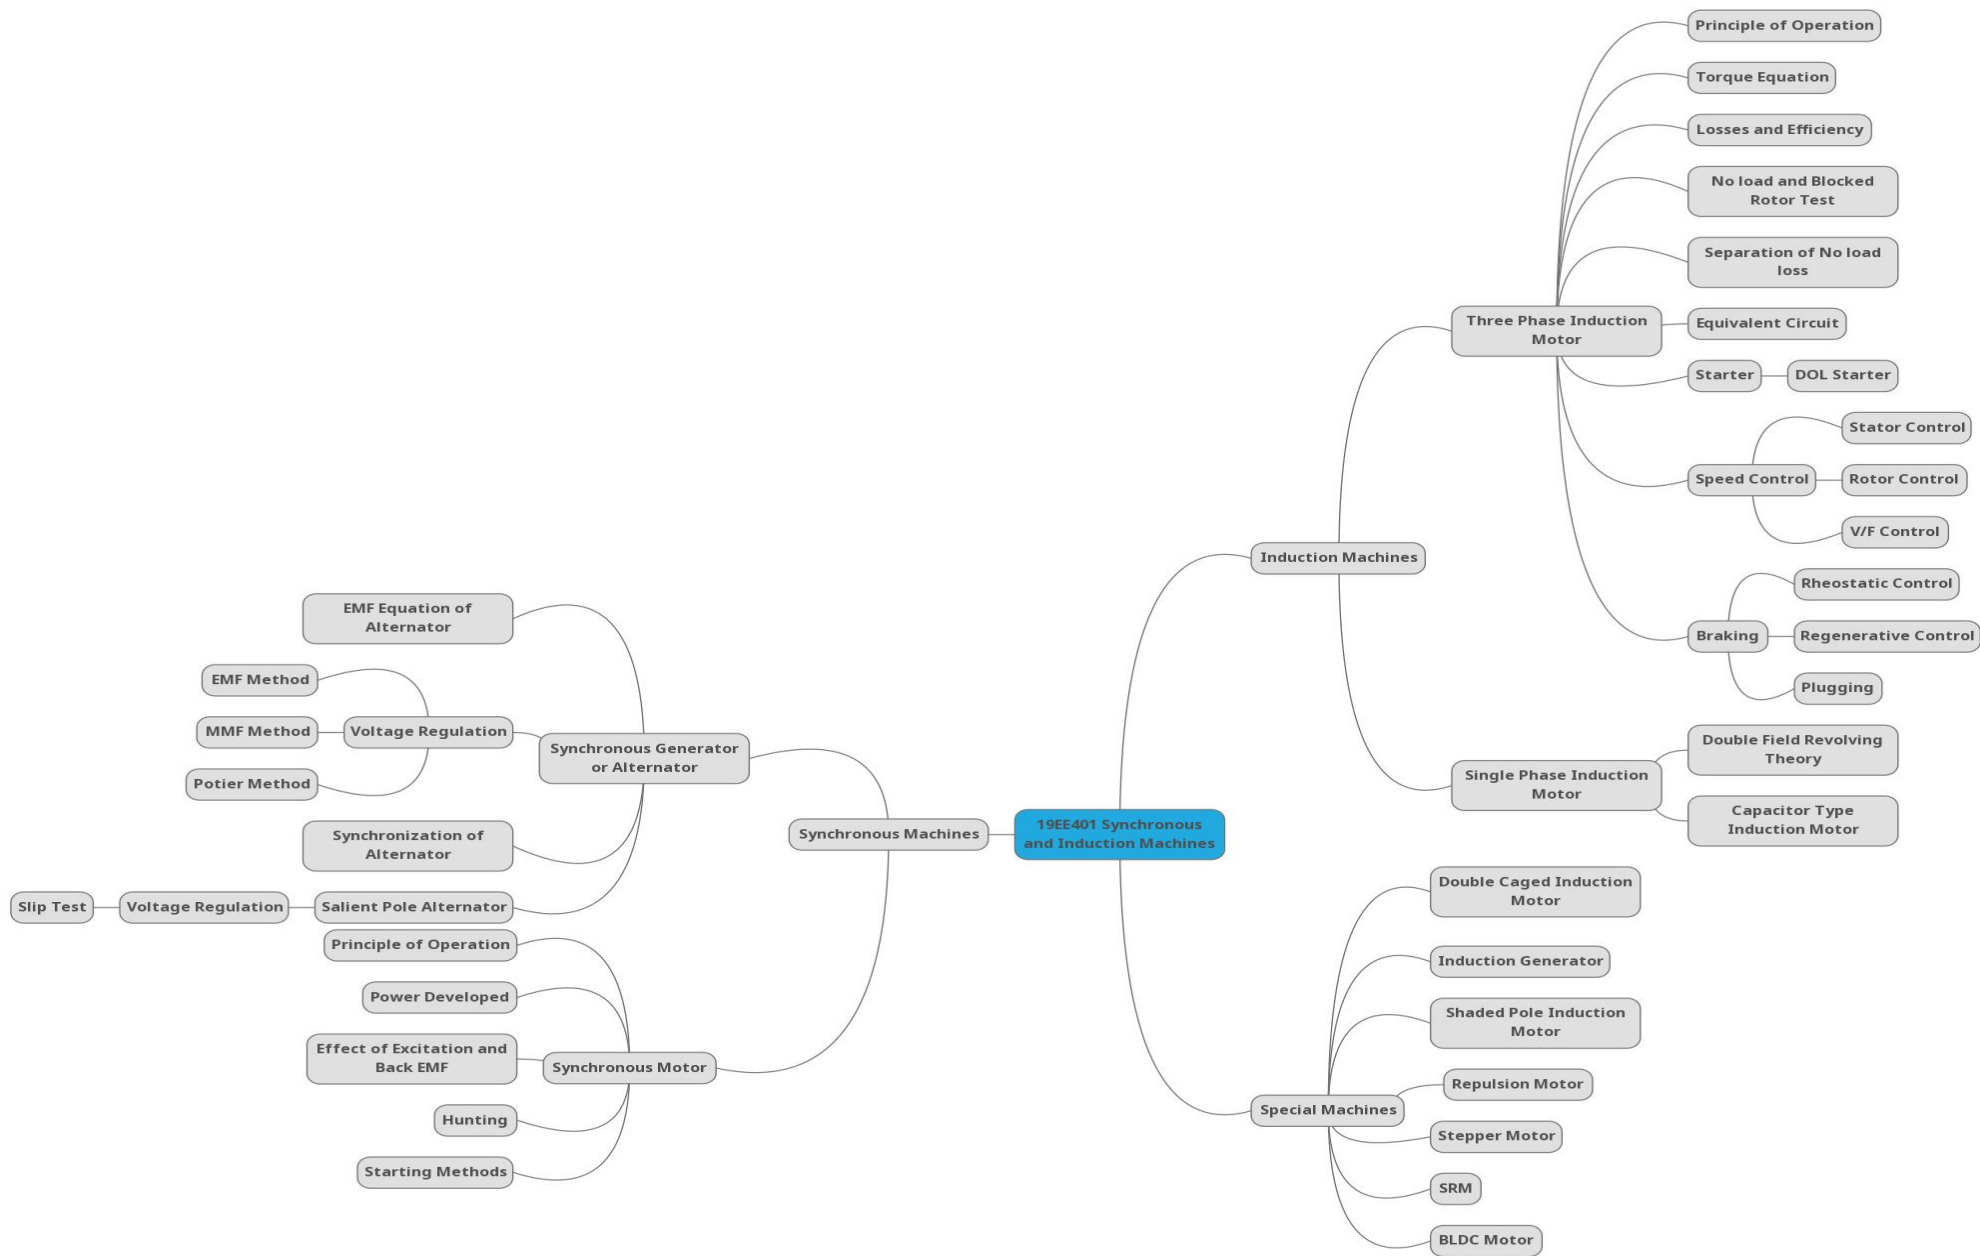 19EE401 Synchronous
and Induction Machines
Induction Machines
Three Phase Induction
Motor
Principle of Operation
Torque Equation
Losses and Efficiency
No load and Blocked
Rotor Test
Separation of No load
loss
Equivalent Circuit
Starter
DOL Starter
Speed Control
Stator Control
Rotor Control
V/F Control
Braking
Rheostatic Control
Regenerative Control
Plugging
Single Phase Induction
Motor
Double Field Revolving
Theory
Capacitor Type
Induction Motor
Special Machines
Double Caged Induction
Motor
Induction Generator
Shaded Pole Induction
Motor
Repulsion Motor
Stepper Motor
SRM
BLDC Motor
Synchronous Machines
Synchronous Generator
or Alternator
EMF Equation of
Alternator
Voltage Regulation
EMF Method
MMF Method
Potier Method
Synchronization of
Alternator
Salient Pole Alternator
Voltage Regulation
Slip Test
Synchronous Motor
Principle of Operation
Power Developed
Effect of Excitation and
Back EMF
Hunting
Starting Methods